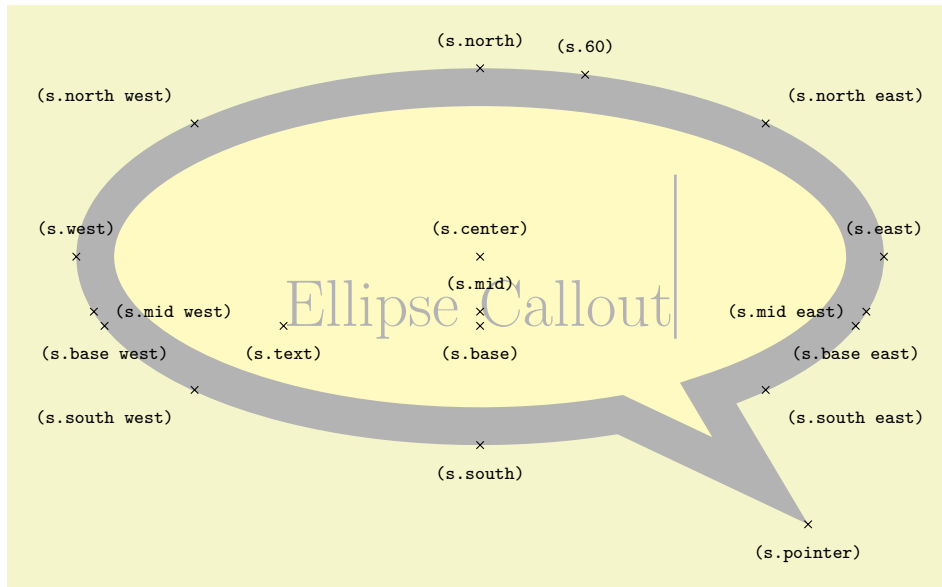 (s.north)
(s.60)
(s.north west)
(s.north east)
(s.west)
(s.center)
(s.east)
(s.mid)
Ellipse Callout
(s.mid west)
(s.mid east)
(s.base west)
(s.text)
(s.base)
(s.base east)
(s.south west)
(s.south east)
(s.south)
(s.pointer)